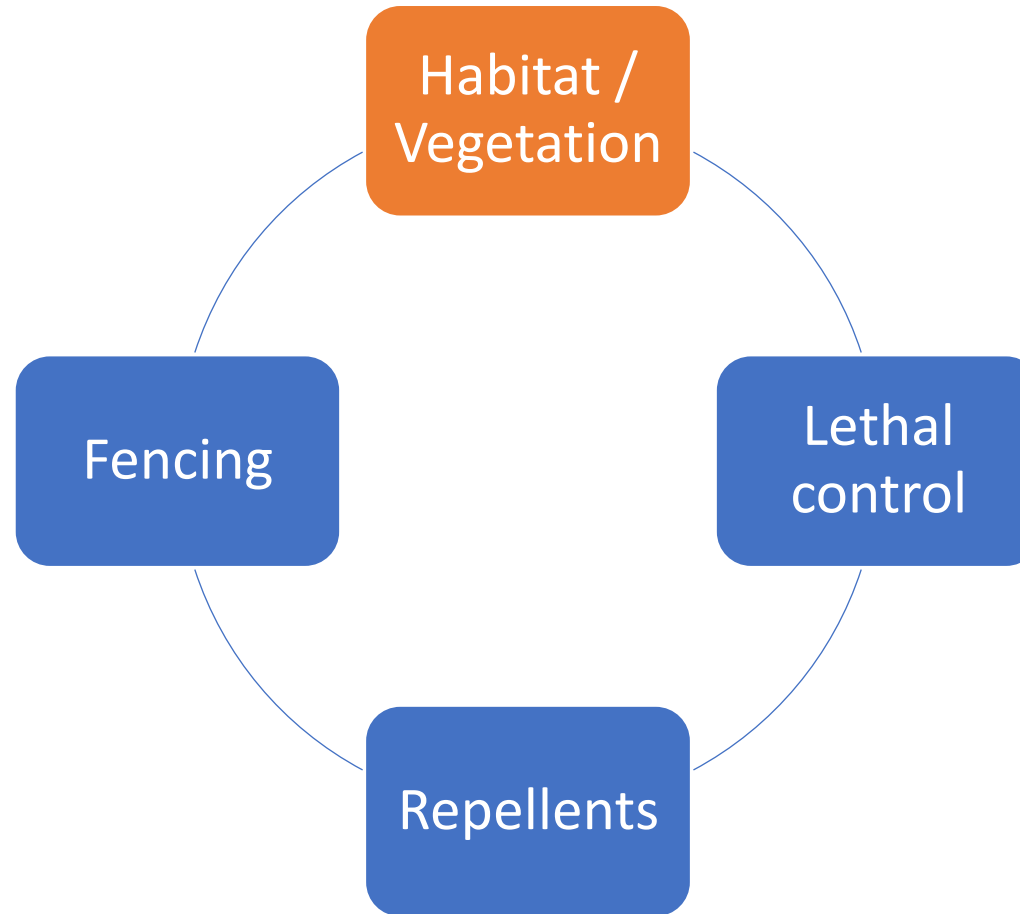 Habitat /
Vegetation
Fencing
Lethal
control
Repellents